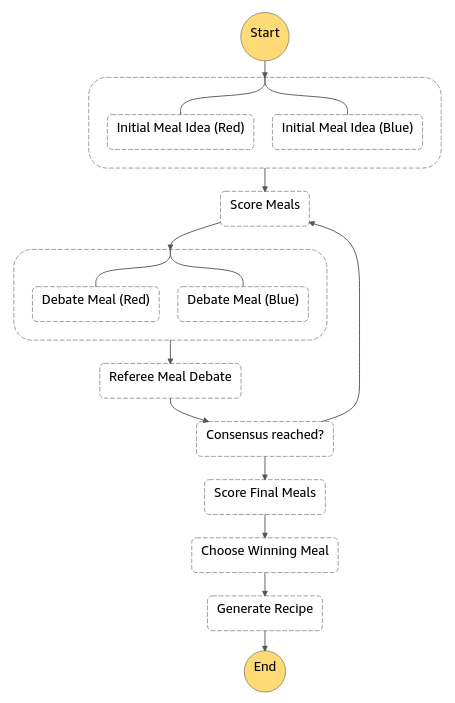 Start
Initial Meal Idea (Red)
Initial Meal Idea (Blue)
Score Meals
Debate Meal (Red)
Debate Meal (Blue)
Referee Meal Debate
Consensus reached?
Score Final Meals
Choose Winning Meal
Generate Recipe
End